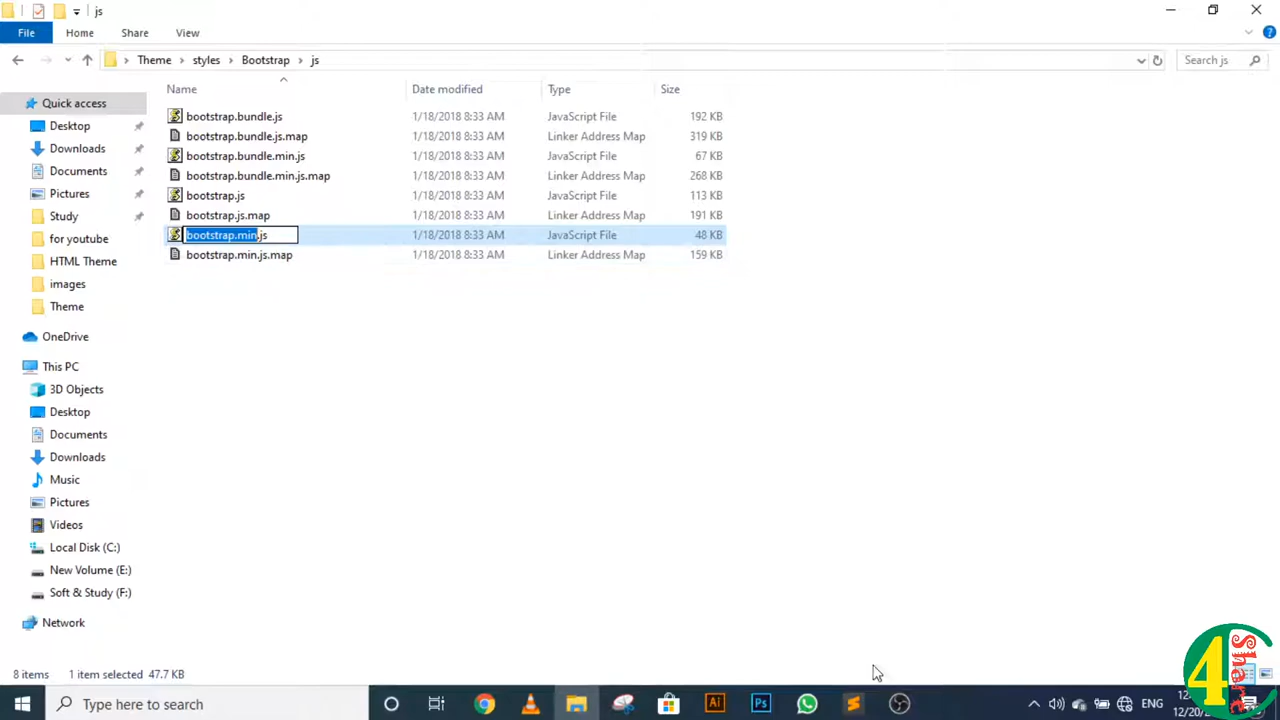 js
File Home Share View
Theme styles Bootstrap js Search js
Name Date modified Type Size
Quick access
Desktop
Downloads
Documents
Pictures
Study
for youtube
HTML Theme
images
Theme
OneDrive
This PC
3D Objects
Desktop
Documents
Downloads
Music
Pictures
Videos
Local Disk (C:)
New Volume (E:)
Soft & Study (F:)
Network
bootstrap.bundle.js 1/18/2018 8:33 AM JavaScript File 192 KB
bootstrap.bundle.js.map 1/18/2018 8:33 AM Linker Address Map 319 KB
bootstrap.bundle.min.js 1/18/2018 8:33 AM JavaScript File 67 KB
bootstrap.bundle.min.js.map 1/18/2018 8:33 AM Linker Address Map 268 KB
bootstrap.js 1/18/2018 8:33 AM JavaScript File 113 KB
bootstrap.js.map 1/18/2018 8:33 AM Linker Address Map 191 KB
bootstrap.min.js 1/18/2018 8:33 AM JavaScript File 48 KB
bootstrap.min.js.map 1/18/2018 8:33 AM Linker Address Map 159 KB
8 items 1 item selected 47.7 KB
4 Share
Type here to search
Ai
Ps
ENG
12/20/